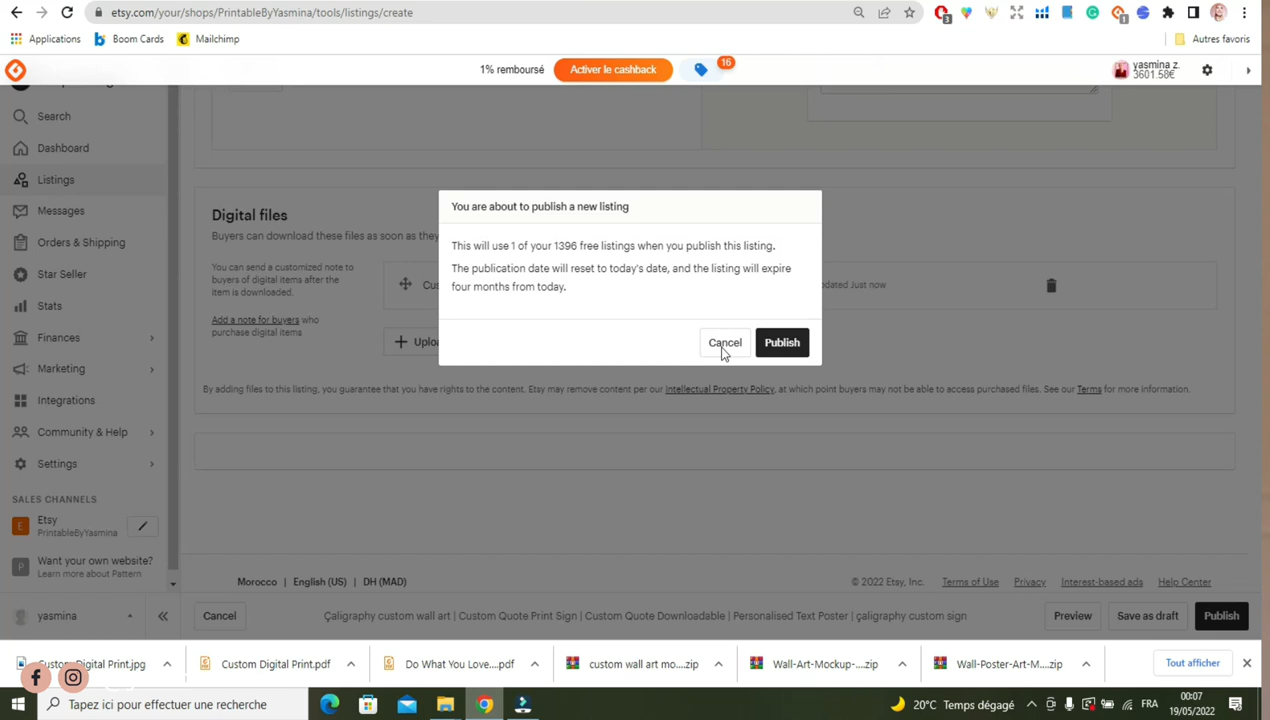 etsy.com/your/shops/PrintableByYasmina/tools/listings/create
3
1
Applications
Boom Cards
Mailchimp
Autres favoris
1% remboursé
Activer le cashback
16
yasmina z.
3601.58€
Search
Dashboard
Listings
Messages
Orders & Shipping
Star Seller
Stats
Finances
Marketing
Integrations
Community & Help
Settings
SALES CHANNELS
E
Etsy
PrintableByYasmina
P
Want your own website?
Learn more about Pattern
yasmina
Digital files
Buyers can download these files as soon as they
You can send a customized note to
buyers of digital items after the
item is downloaded.
Add a note for buyers who
purchase digital items
You are about to publish a new listing
This will use 1 of your 1396 free listings when you publish this listing.
The publication date will reset to today's date, and the listing will expire
four months from today.
Cancel
Publish
Just now
By adding files to this listing, you guarantee that you have rights to the content. Etsy may remove content per our Intellectual Property Policy, at which point buyers may not be able to access purchased files. See our Terms for more information.
Morocco | English (US) | DH (MAD)
© 2022 Etsy, Inc.
Terms of Use
Privacy
Interest-based ads
Help Center
Cancel
Çaligraphy custom wall art | Custom Quote Print Sign | Custom Quote Downloadable | Personalised Text Poster | çaligraphy custom sign
Preview
Save as draft
Publish
Custom Digital Print.jpg
Custom Digital Print.pdf
Do What You Love....pdf
custom wall art mo....zip
Wall-Art-Mockup-....zip
Wall-Poster-Art-M....zip
Tout afficher
Tapez ici pour effectuer une recherche
20°C Temps dégagé
FRA
00:07
19/05/2022